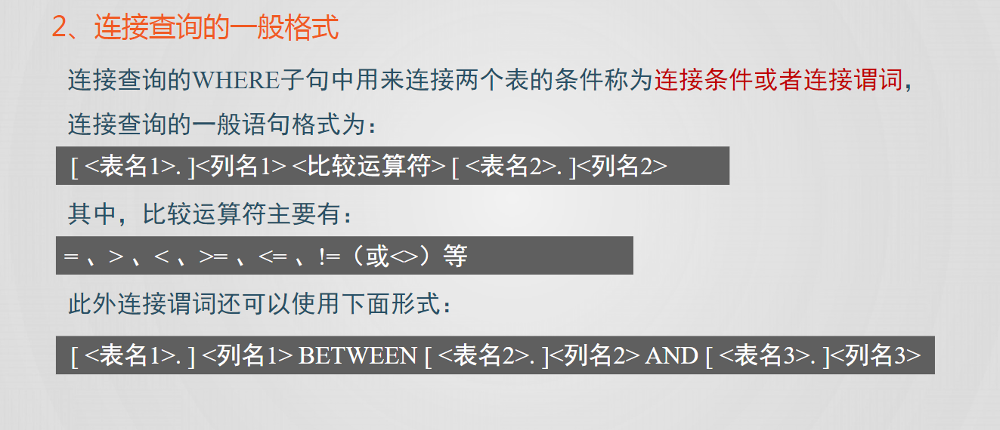 2、连接查询的一般格式
连接查询的WHERE子句中用来连接两个表的条件称为连接条件或者连接谓词，
连接查询的一般语句格式为：
[ <表名1>. ]<列名1> <比较运算符> [ <表名2>. ]<列名2>
其中，比较运算符主要有：
= 、> 、< 、>= 、<= 、!=（或<>）等
此外连接谓词还可以使用下面形式：
[ <表名1>. ] <列名1> BETWEEN [ <表名2>. ]<列名2> AND [ <表名3>. ]<列名3>